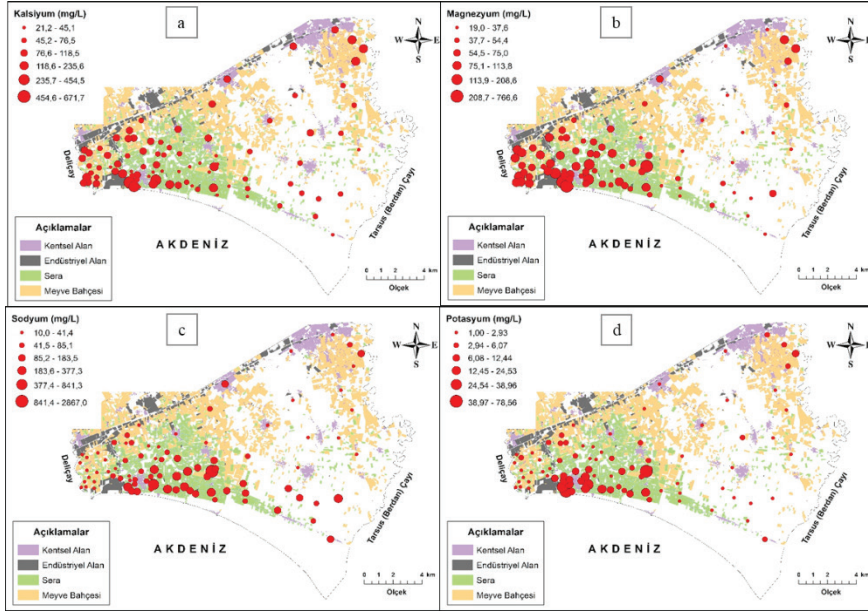 Kalsiyum (mg/L)
21,2 - 45,1
45,2 - 76,5
76,6 - 118,5
118,6 - 235,6
235,7 - 454,5
454,6 - 671,7
a
N
W E
S
Deliçay
Tarsus (Berdan) Çayı
AKDENİZ
Açıklamalar
Kentsel Alan
Endüstriyel Alan
Sera
Meyve Bahçesi
0 1 2 4 km
Ölçek
Magnezyum (mg/L)
19,0 - 37,6
37,7 - 54,4
54,5 - 75,0
75,1 - 113,8
113,9 - 208,6
208,7 - 766,6
b
N
W E
S
Deliçay
Tarsus (Berdan) Çayı
AKDENİZ
Açıklamalar
Kentsel Alan
Endüstriyel Alan
Sera
Meyve Bahçesi
0 1 2 4 km
Ölçek
Sodyum (mg/L)
10,0 - 41,4
41,5 - 85,1
85,2 - 183,5
183,6 - 377,3
377,4 - 841,3
841,4 - 2867,0
c
N
W E
S
Deliçay
Tarsus (Berdan) Çayı
AKDENİZ
Açıklamalar
Kentsel Alan
Endüstriyel Alan
Sera
Meyve Bahçesi
0 1 2 4 km
Ölçek
Potasyum (mg/L)
1,00 - 2,93
2,94 - 6,07
6,08 - 12,44
12,45 - 24,53
24,54 - 38,96
38,97 - 78,56
d
N
W E
S
Deliçay
Tarsus (Berdan) Çayı
AKDENİZ
Açıklamalar
Kentsel Alan
Endüstriyel Alan
Sera
Meyve Bahçesi
0 1 2 4 km
Ölçek